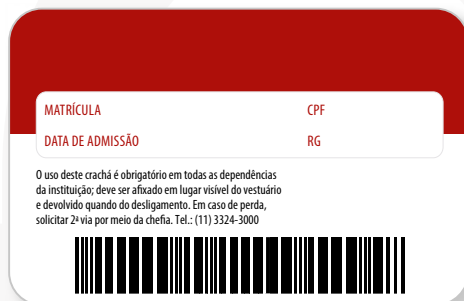 MATRÍCULA CPF
DATA DE ADMISSÃO RG
O uso deste crachá é obrigatório em todas as dependências
da instituição; deve ser afixado em lugar visível do vestuário
e devolvido quando do desligamento. Em caso de perda,
solicitar 2ª via por meio da chefia. Tel.: (11) 3324-3000